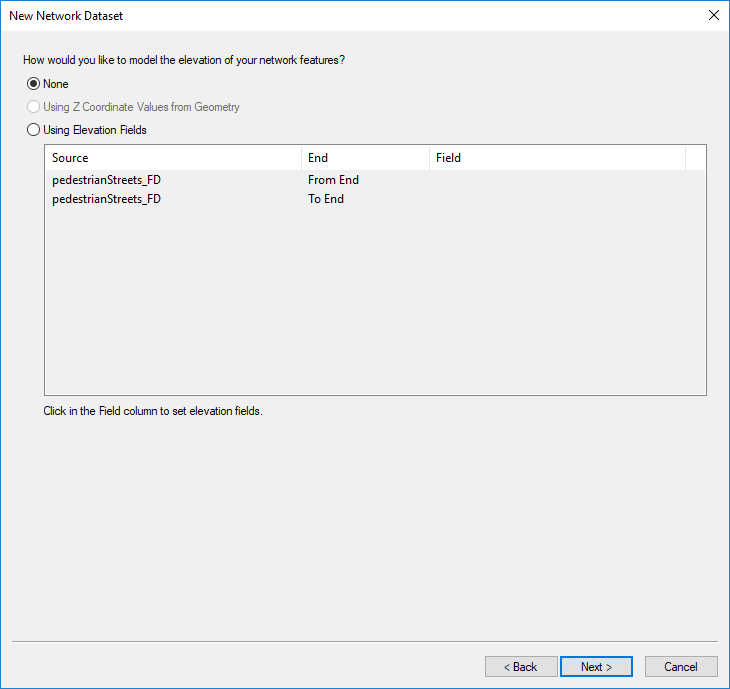 New Network Dataset
How would you like to model the elevation of your network features?
None
Using Z Coordinate Values from Geometry
Using Elevation Fields
Source End Field
pedestrianStreets_FD From End
pedestrianStreets_FD To End
Click in the Field column to set elevation fields.
< Back Next > Cancel